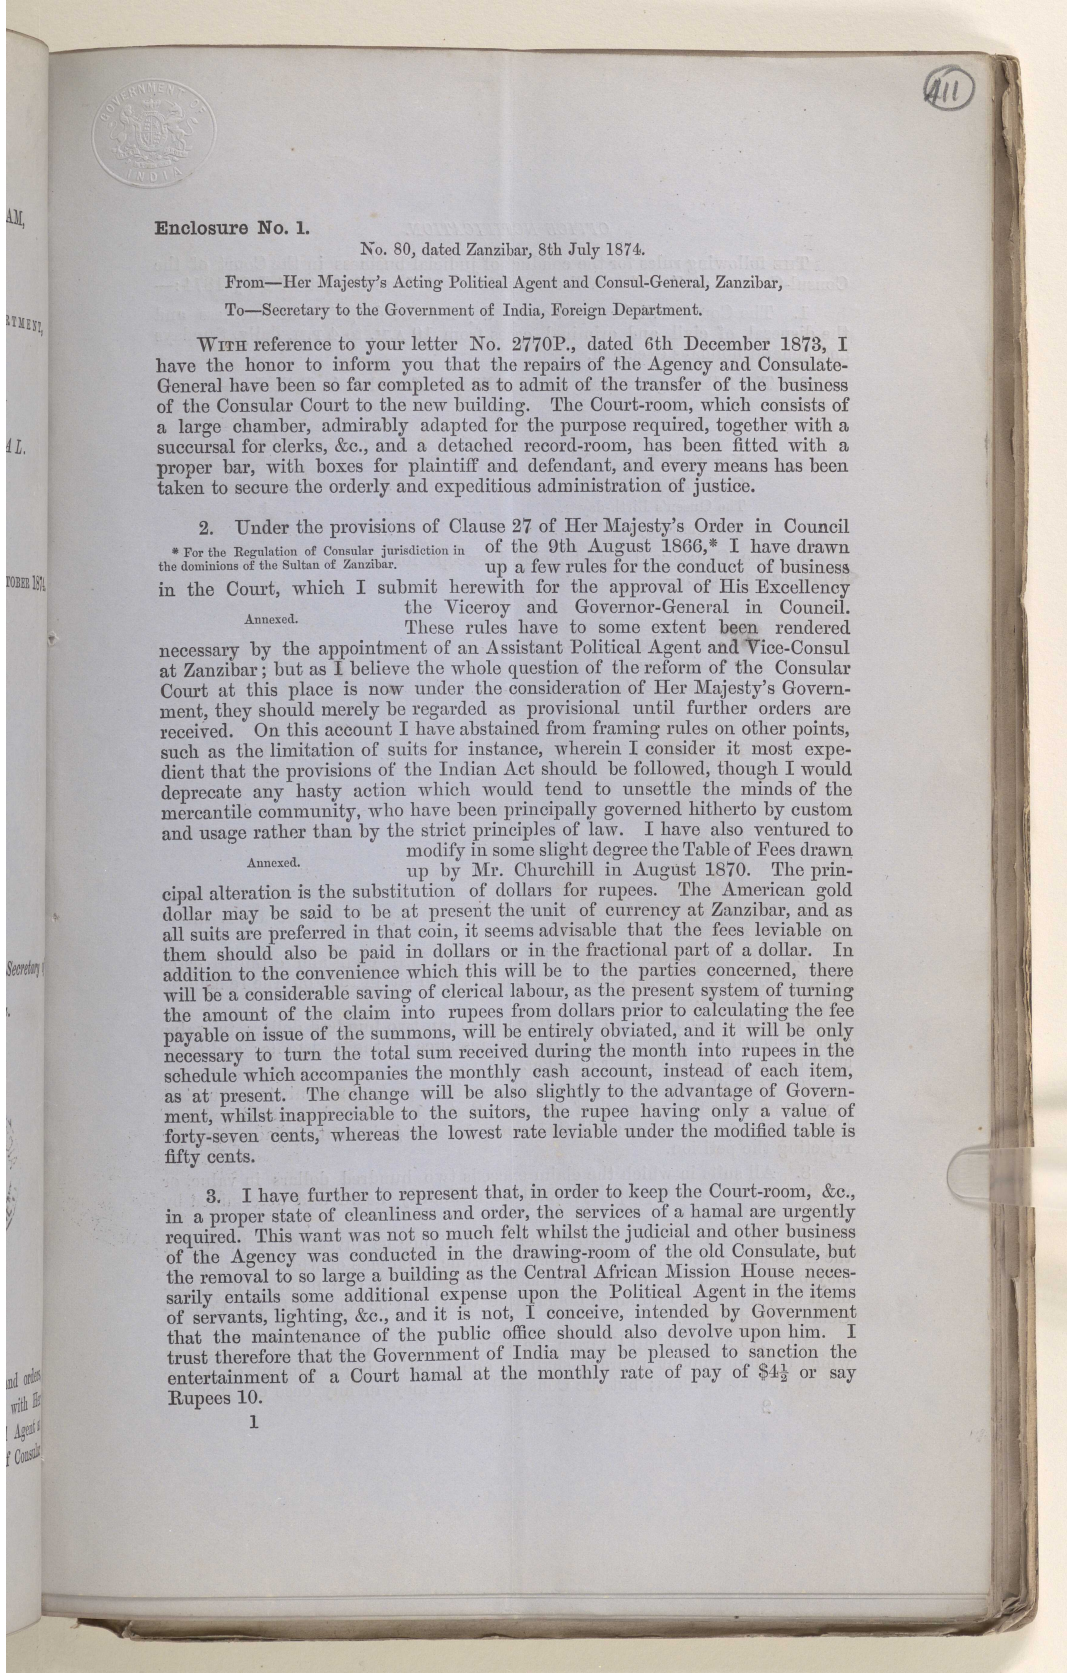 411
GOVERNMENT OF
INDIA
Enclosure No. 1.
No. 80, dated Zanzibar, 8th July 1874.
From—Her Majesty's Acting Political Agent and Consul-General, Zanzibar,
To—Secretary to the Government of India, Foreign Department.
WITH reference to your letter No. 2770P., dated 6th December 1873, I
have the honor to inform you that the repairs of the Agency and Consulate-
General have been so far completed as to admit of the transfer of the business
of the Consular Court to the new building. The Court-room, which consists of
a large chamber, admirably adapted for the purpose required, together with a
succursal for clerks, &c., and a detached record-room, has been fitted with a
proper bar, with boxes for plaintiff and defendant, and every means has been
taken to secure the orderly and expeditious administration of justice.
2. Under the provisions of Clause 27 of Her Majesty's Order in Council
* For the Regulation of Consular jurisdiction in
the dominions of the Sultan of Zanzibar.
of the 9th August 1866,* I have drawn
up a few rules for the conduct of business
in the Court, which I submit herewith for the approval of His Excellency
Annexed.
the Viceroy and Governor-General in Council.
These rules have to some extent been rendered
necessary by the appointment of an Assistant Political Agent and Vice-Consul
at Zanzibar; but as I believe the whole question of the reform of the Consular
Court at this place is now under the consideration of Her Majesty's Govern-
ment, they should merely be regarded as provisional until further orders are
received. On this account I have abstained from framing rules on other points,
such as the limitation of suits for instance, wherein I consider it most expe-
dient that the provisions of the Indian Act should be followed, though I would
deprecate any hasty action which would tend to unsettle the minds of the
mercantile community, who have been principally governed hitherto by custom
and usage rather than by the strict principles of law. I have also ventured to
Annexed.
modify in some slight degree the Table of Fees drawn
up by Mr. Churchill in August 1870. The prin-
cipal alteration is the substitution of dollars for rupees. The American gold
dollar may be said to be at present the unit of currency at Zanzibar, and as
all suits are preferred in that coin, it seems advisable that the fees leviable on
them should also be paid in dollars or in the fractional part of a dollar. In
addition to the convenience which this will be to the parties concerned, there
will be a considerable saving of clerical labour, as the present system of turning
the amount of the claim into rupees from dollars prior to calculating the fee
payable on issue of the summons, will be entirely obviated, and it will be only
necessary to turn the total sum received during the month into rupees in the
schedule which accompanies the monthly cash account, instead of each item,
as at present. The change will be also slightly to the advantage of Govern-
ment, whilst inappreciable to the suitors, the rupee having only a value of
forty-seven cents, whereas the lowest rate leviable under the modified table is
fifty cents.
3. I have further to represent that, in order to keep the Court-room, &c.,
in a proper state of cleanliness and order, the services of a hamal are urgently
required. This want was not so much felt whilst the judicial and other business
of the Agency was conducted in the drawing-room of the old Consulate, but
the removal to so large a building as the Central African Mission House neces-
sarily entails some additional expense upon the Political Agent in the items
of servants, lighting, &c., and it is not, I conceive, intended by Government
that the maintenance of the public office should also devolve upon him. I
trust therefore that the Government of India may be pleased to sanction the
entertainment of a Court hamal at the monthly rate of pay of $4½ or say
Rupees 10.
1